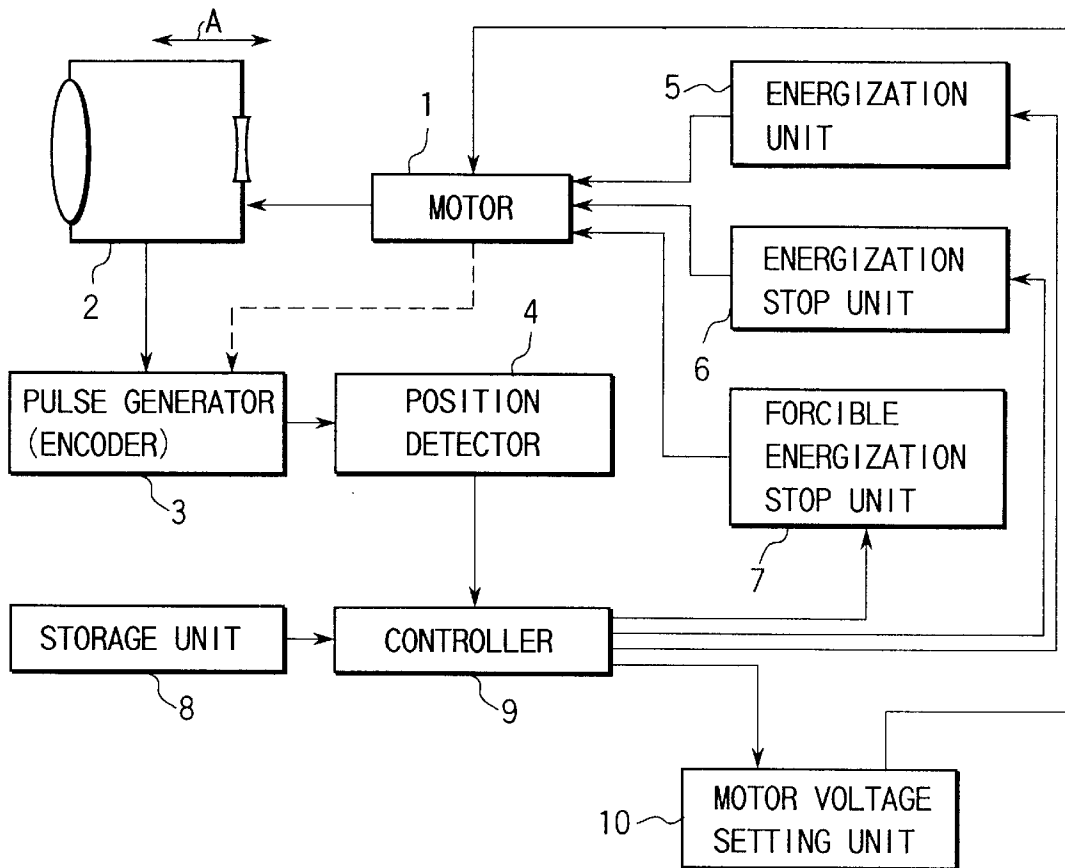 A
1
MOTOR
2
5
ENERGIZATION
UNIT
ENERGIZATION
STOP UNIT
6
4
PULSE GENERATOR
(ENCODER)
3
POSITION
DETECTOR
FORCIBLE
ENERGIZATION
STOP UNIT
7
STORAGE UNIT
8
CONTROLLER
9
10
MOTOR VOLTAGE
SETTING UNIT